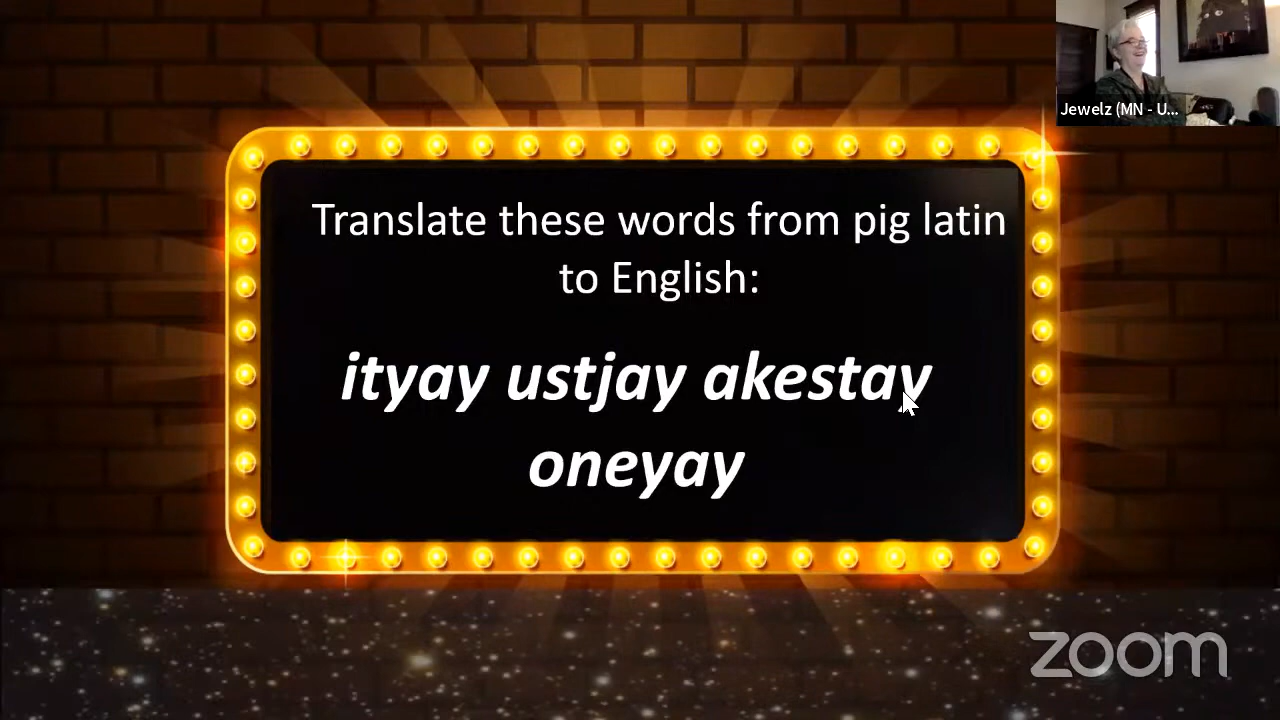 Jewelz (MN - U...
Translate these words from pig latin
to English:
ityay ustjay akestay
oneyay
zoom